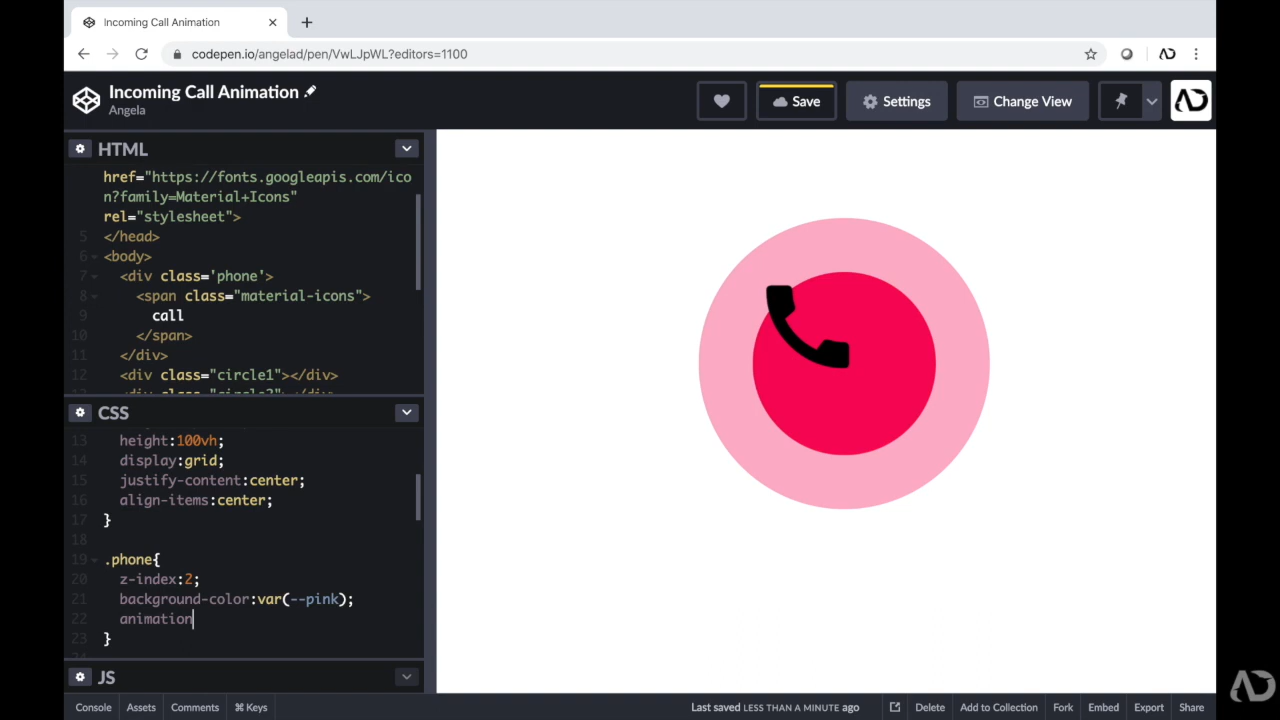 Incoming Call Animation
codepen.io/angelad/pen/VwLJpWL?editors=1100
Incoming Call Animation
Angela
Save
Settings
Change View
HTML
href="https://fonts.googleapis.com/ico
n?family=Material+Icons"
rel="stylesheet">
5 </head>
6 <body>
7 <div class='phone'>
8 <span class="material-icons">
9 call
10 </span>
11 </div>
12 <div class="circle1"></div>
CSS
13 height:100vh;
14 display:grid;
15 justify-content:center;
16 align-items:center;
17 }
18
19 .phone{
20 z-index:2;
21 background-color:var(--pink);
22 animation
23 }
JS
Console Assets Comments ⌘ Keys Last saved LESS THAN A MINUTE ago Delete Add to Collection Fork Embed Export Share